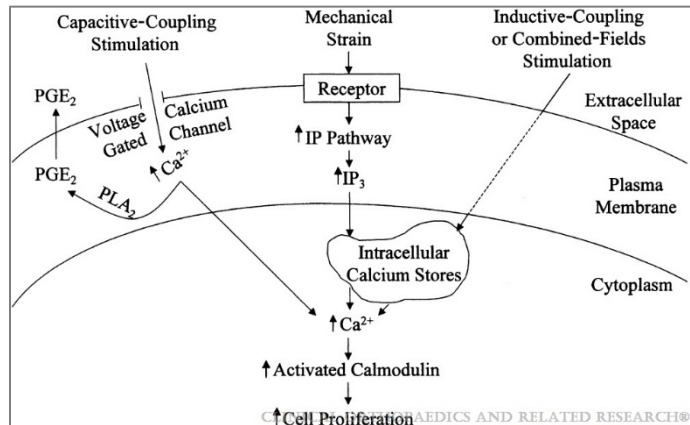 Capacitive-Coupling
Stimulation
Mechanical
Strain
Inductive-Coupling
or Combined-Fields
Stimulation
PGE₂
Voltage
Gated
Calcium
Channel
Receptor
Extracellular
Space
↑IP Pathway
↑Ca²⁺
PGE₂
PLA₂
↑IP₃
Plasma
Membrane
Intracellular
Calcium Stores
Cytoplasm
↑Ca²⁺
↑Activated Calmodulin
↑Cell Proliferation
CLINICAL ORTHOPAEDICS AND RELATED RESEARCH®